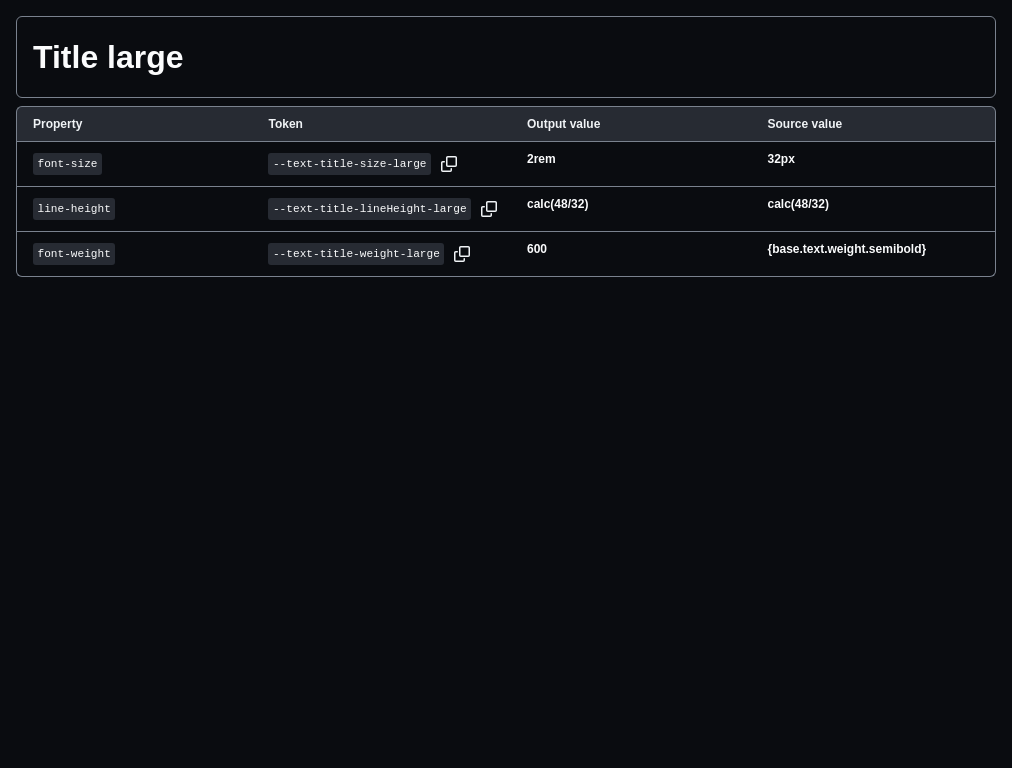 Title large
Property Token Output value Source value
font-size --text-title-size-large 2rem 32px
line-height --text-title-lineHeight-large calc(48/32) calc(48/32)
font-weight --text-title-weight-large 600 {base.text.weight.semibold}